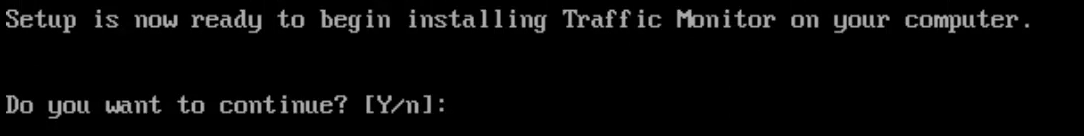 Setup is now ready to begin installing Traffic Monitor on your computer.
Do you want to continue? [Y/n]: